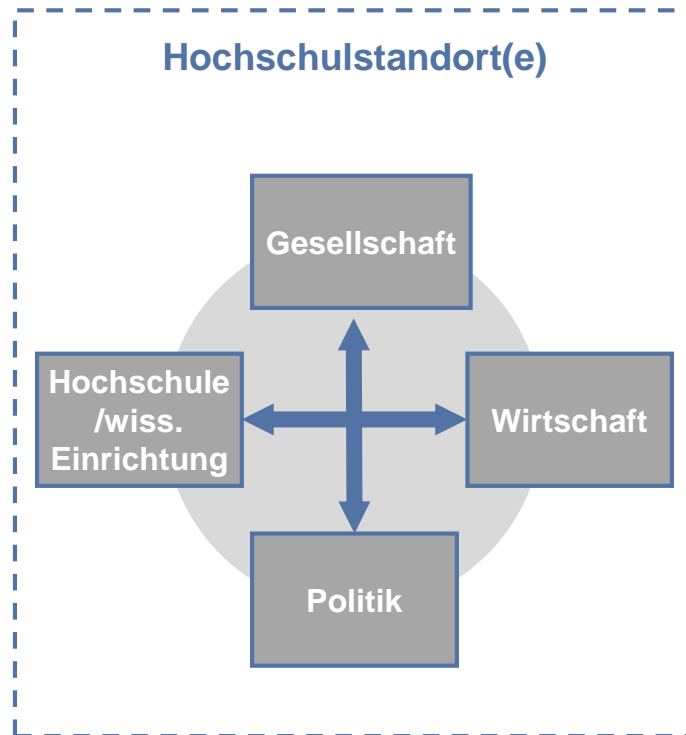 Hochschulstandort(e)
Gesellschaft
Hochschule
/wiss.
Einrichtung
Wirtschaft
Politik